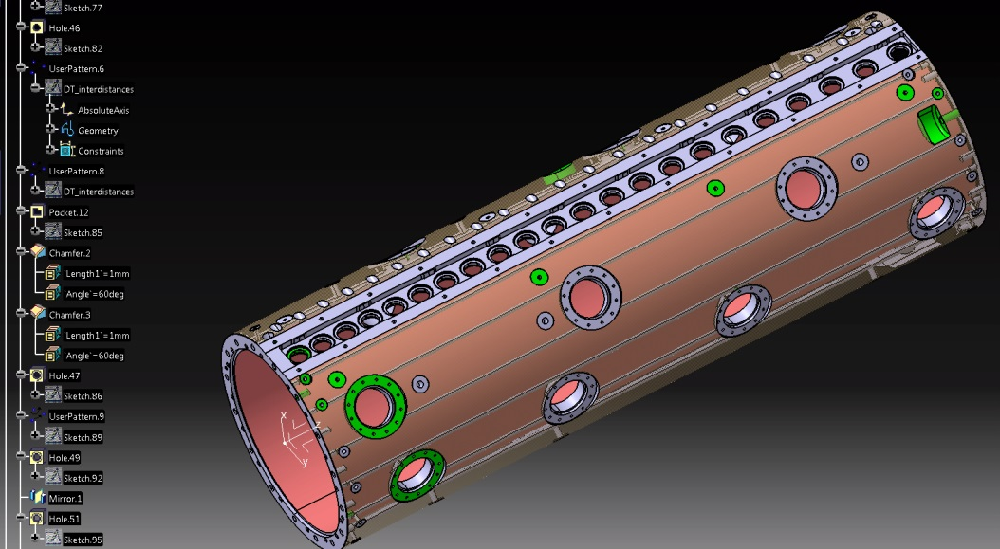 Sketch.77
Hole.46
Sketch.82
UserPattern.6
DT_interdistances
AbsoluteAxis
Geometry
Constraints
UserPattern.8
DT_interdistances
Pocket.12
Sketch.85
Chamfer.2
`Length1`=1mm
`Angle`=60deg
Chamfer.3
`Length1`=1mm
`Angle`=60deg
Hole.47
Sketch.86
UserPattern.9
Sketch.89
Hole.49
Sketch.92
Mirror.1
Hole.51
Sketch.95
x
z
y